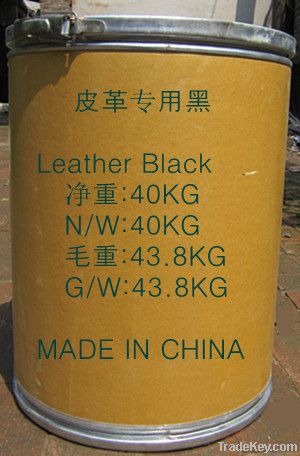 皮革专用黑
Leather Black
净重:40KG
N/W:40KG
毛重:43.8KG
G/W:43.8KG
MADE IN CHINA
TradeKey.com